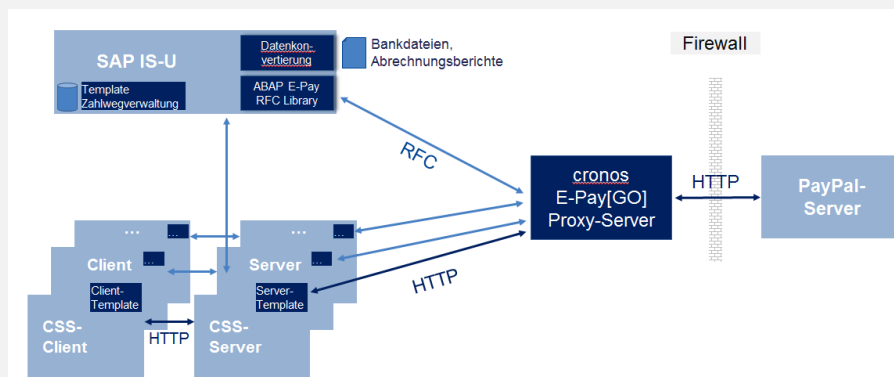 SAP IS-U
Datenkon-
vertierung
Bankdateien,
Abrechnungsberichte
Firewall
Template
Zahlwegverwaltung
ABAP E-Pay
RFC Library
RFC
cronos
E-Pay[GO]
Proxy-Server
HTTP
PayPal-
Server
...
...
...
...
Client
...
Server
...
Client-
Template
Server-
Template
HTTP
CSS-
Client
HTTP
CSS-
Server